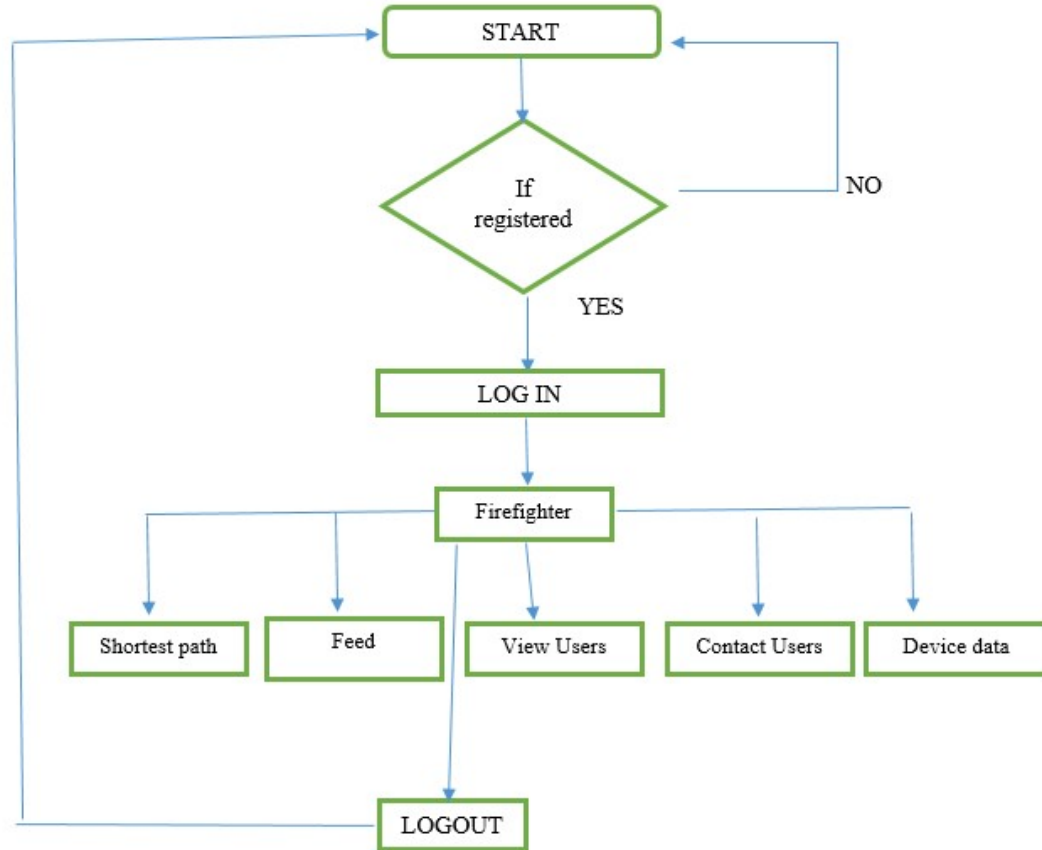 START
If
registered
NO
YES
LOG IN
Firefighter
Shortest path
Feed
View Users
Contact Users
Device data
LOGOUT